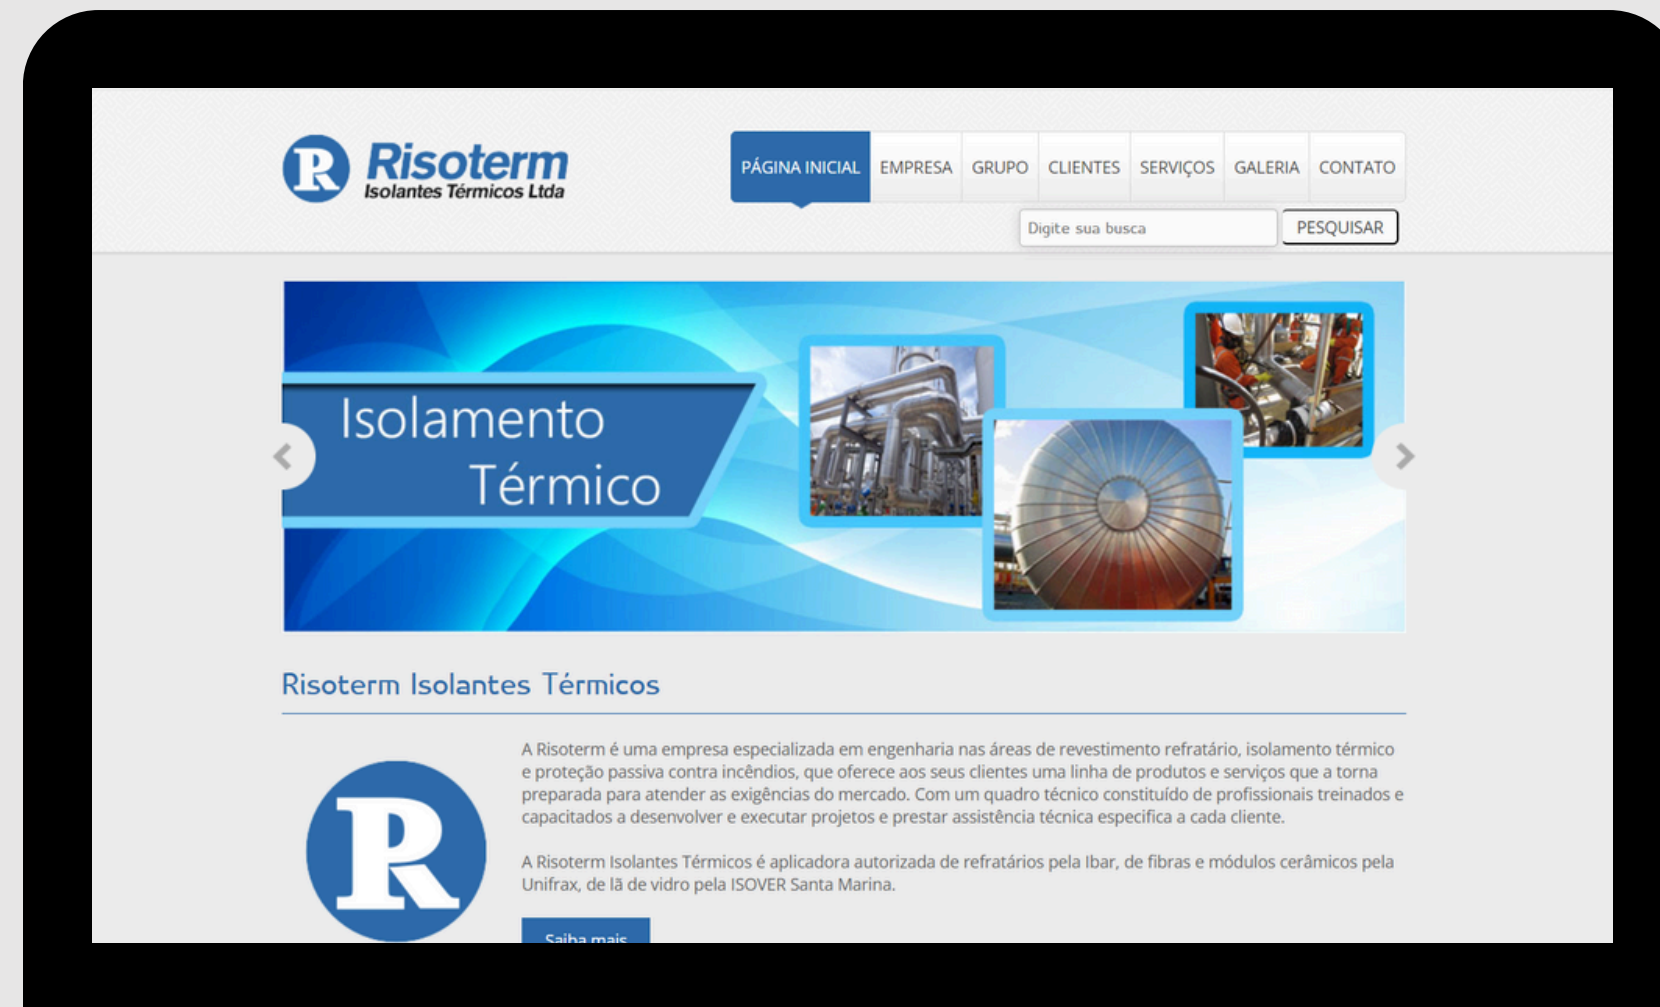 R Risoterm
Isolantes Térmicos Ltda
PÁGINA INICIAL EMPRESA GRUPO CLIENTES SERVIÇOS GALERIA CONTATO
Digite sua busca PESQUISAR
Isolamento
Térmico
Risoterm Isolantes Térmicos
R
A Risoterm é uma empresa especializada em engenharia nas áreas de revestimento refratário, isolamento térmico
e proteção passiva contra incêndios, que oferece aos seus clientes uma linha de produtos e serviços que a torna
preparada para atender as exigências do mercado. Com um quadro técnico constituído de profissionais treinados e
capacitados a desenvolver e executar projetos e prestar assistência técnica especifica a cada cliente.
A Risoterm Isolantes Térmicos é aplicadora autorizada de refratários pela Ibar, de fibras e módulos cerâmicos pela
Unifrax, de lã de vidro pela ISOVER Santa Marina.
Saiba mais